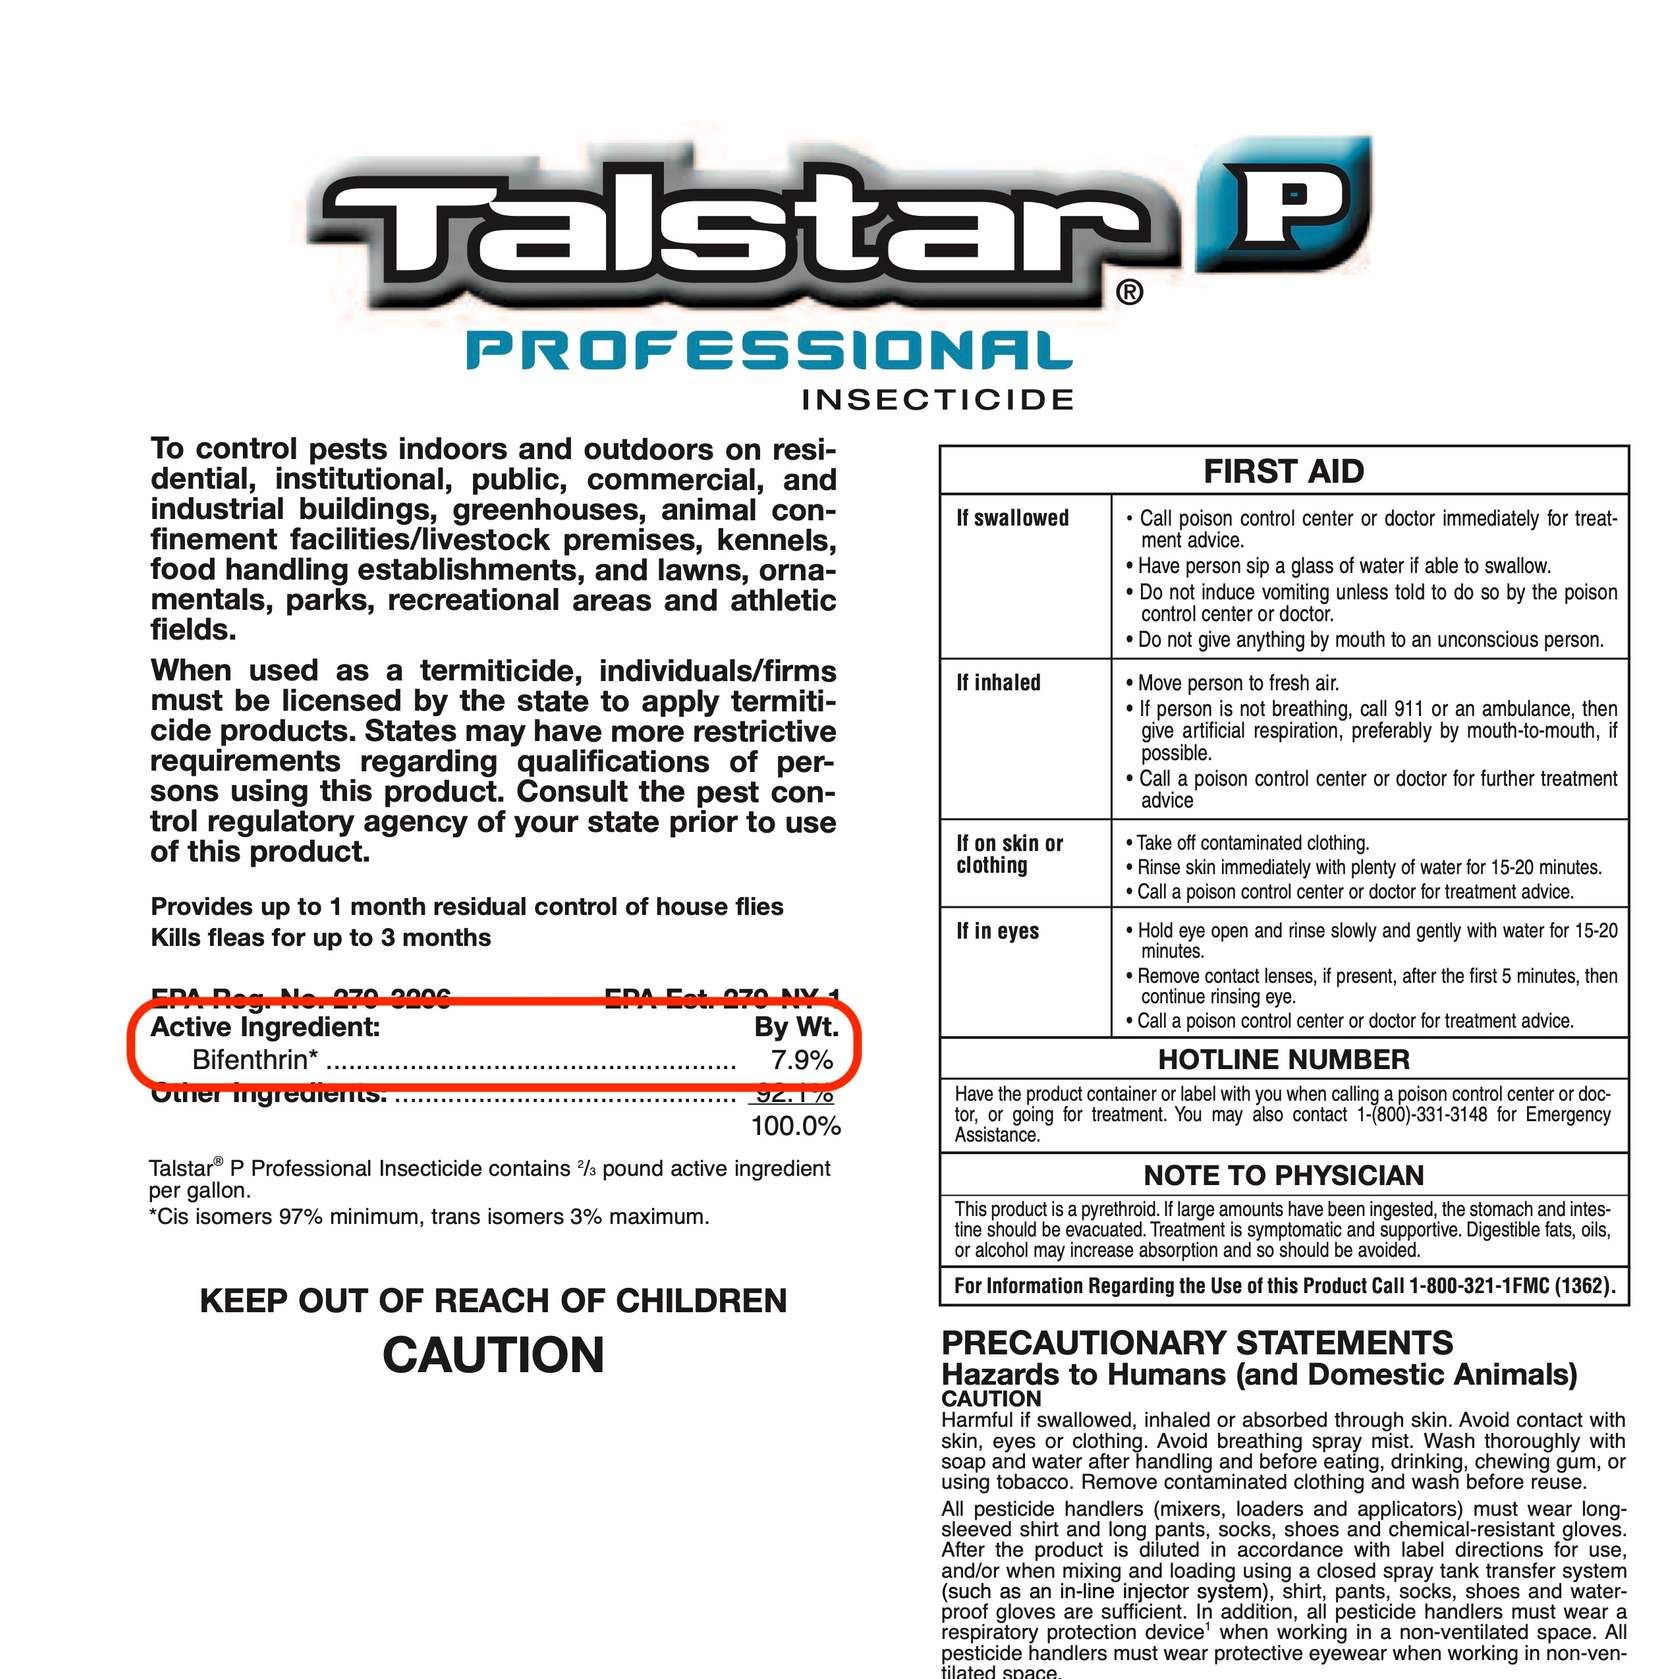 Talstar® P
PROFESSIONAL
INSECTICIDE
To control pests indoors and outdoors on resi-
dential, institutional, public, commercial, and
industrial buildings, greenhouses, animal con-
finement facilities/livestock premises, kennels,
food handling establishments, and lawns, orna-
mentals, parks, recreational areas and athletic
fields.
When used as a termiticide, individuals/firms
must be licensed by the state to apply termiti-
cide products. States may have more restrictive
requirements regarding qualifications of per-
sons using this product. Consult the pest con-
trol regulatory agency of your state prior to use
of this product.
Provides up to 1 month residual control of house flies
Kills fleas for up to 3 months
EPA Reg. No. 279-3206 EPA Est. 279-NY-1
Active Ingredient: By Wt.
Bifenthrin* ........................................................ 7.9%
Other Ingredients: ............................................... 92.1%
100.0%
Talstar® P Professional Insecticide contains 2/3 pound active ingredient
per gallon.
*Cis isomers 97% minimum, trans isomers 3% maximum.
KEEP OUT OF REACH OF CHILDREN
CAUTION
FIRST AID
If swallowed
• Call poison control center or doctor immediately for treat-
ment advice.
• Have person sip a glass of water if able to swallow.
• Do not induce vomiting unless told to do so by the poison
control center or doctor.
• Do not give anything by mouth to an unconscious person.
If inhaled
• Move person to fresh air.
• If person is not breathing, call 911 or an ambulance, then
give artificial respiration, preferably by mouth-to-mouth, if
possible.
• Call a poison control center or doctor for further treatment
advice
If on skin or
clothing
• Take off contaminated clothing.
• Rinse skin immediately with plenty of water for 15-20 minutes.
• Call a poison control center or doctor for treatment advice.
If in eyes
• Hold eye open and rinse slowly and gently with water for 15-20
minutes.
• Remove contact lenses, if present, after the first 5 minutes, then
continue rinsing eye.
• Call a poison control center or doctor for treatment advice.
HOTLINE NUMBER
Have the product container or label with you when calling a poison control center or doc-
tor, or going for treatment. You may also contact 1-(800)-331-3148 for Emergency
Assistance.
NOTE TO PHYSICIAN
This product is a pyrethroid. If large amounts have been ingested, the stomach and intes-
tine should be evacuated. Treatment is symptomatic and supportive. Digestible fats, oils,
or alcohol may increase absorption and so should be avoided.
For Information Regarding the Use of this Product Call 1-800-321-1FMC (1362).
PRECAUTIONARY STATEMENTS
Hazards to Humans (and Domestic Animals)
CAUTION
Harmful if swallowed, inhaled or absorbed through skin. Avoid contact with
skin, eyes or clothing. Avoid breathing spray mist. Wash thoroughly with
soap and water after handling and before eating, drinking, chewing gum, or
using tobacco. Remove contaminated clothing and wash before reuse.
All pesticide handlers (mixers, loaders and applicators) must wear long-
sleeved shirt and long pants, socks, shoes and chemical-resistant gloves.
After the product is diluted in accordance with label directions for use,
and/or when mixing and loading using a closed spray tank transfer system
(such as an in-line injector system), shirt, pants, socks, shoes and water-
proof gloves are sufficient. In addition, all pesticide handlers must wear a
respiratory protection device1 when working in a non-ventilated space. All
pesticide handlers must wear protective eyewear when working in non-ven-
tilated space.